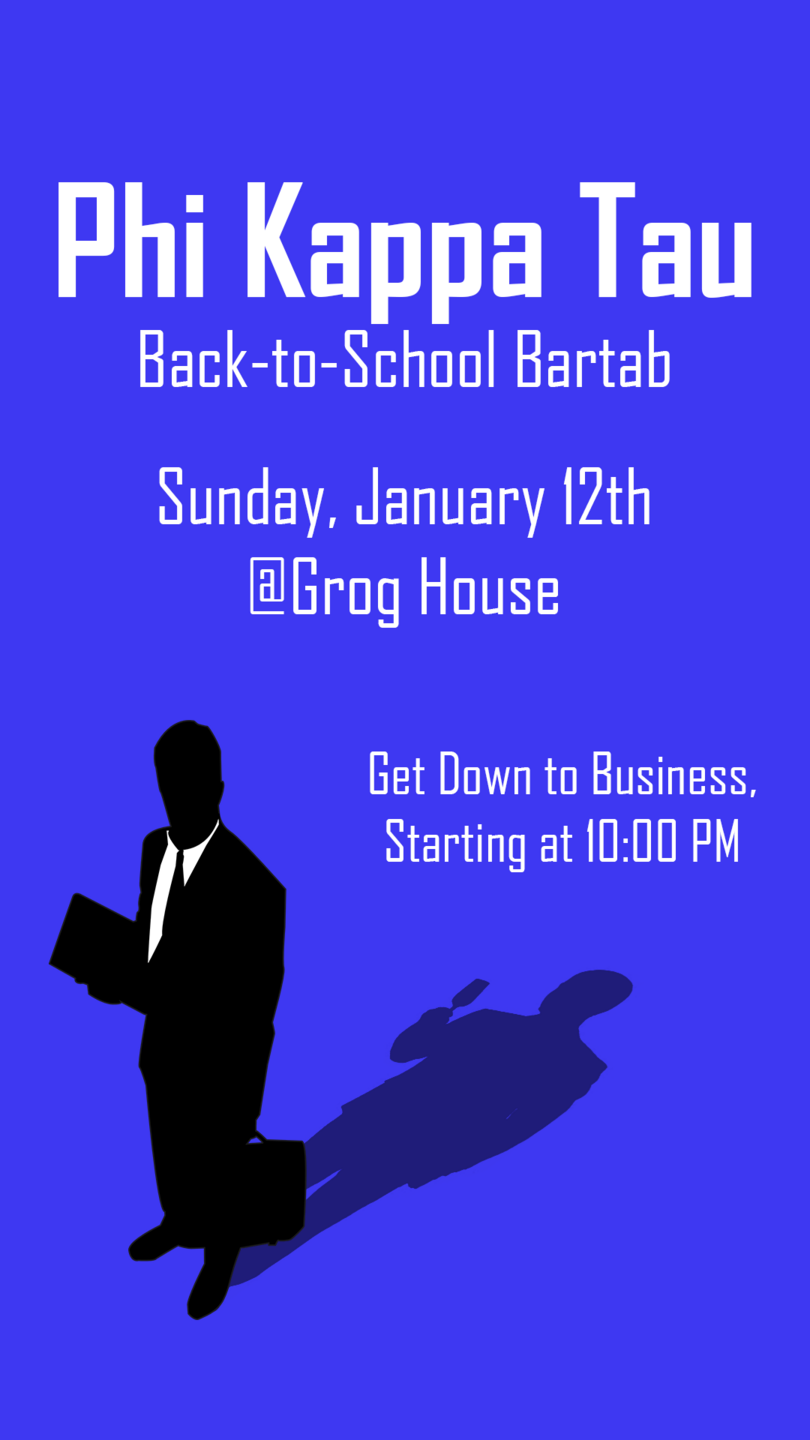 Phi Kappa Tau
Back-to-School Bartab
Sunday, January 12th
@Grog House
Get Down to Business,
Starting at 10:00 PM